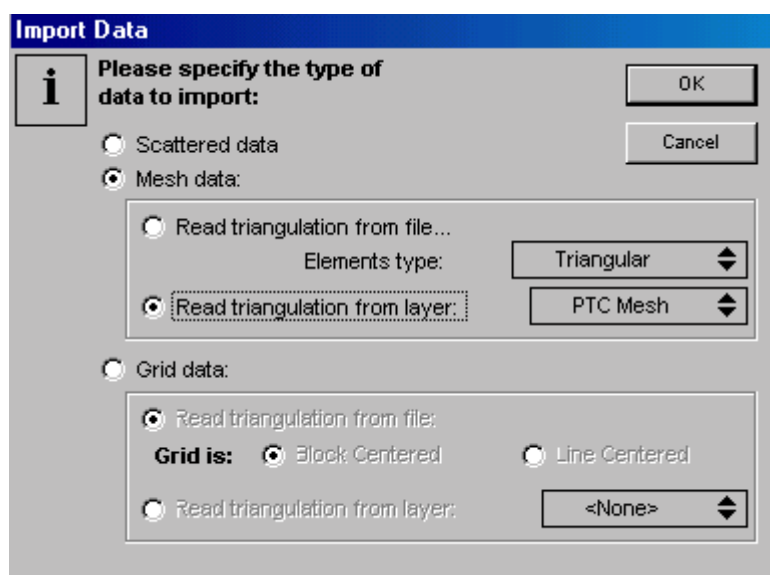 Import Data
i
Please specify the type of
data to import:
OK
Scattered data
Cancel
Mesh data:
Read triangulation from file...
Elements type: Triangular
Read triangulation from layer: PTC Mesh
Grid data:
Read triangulation from file:
Grid is: Block Centered Line Centered
Read triangulation from layer: <None>